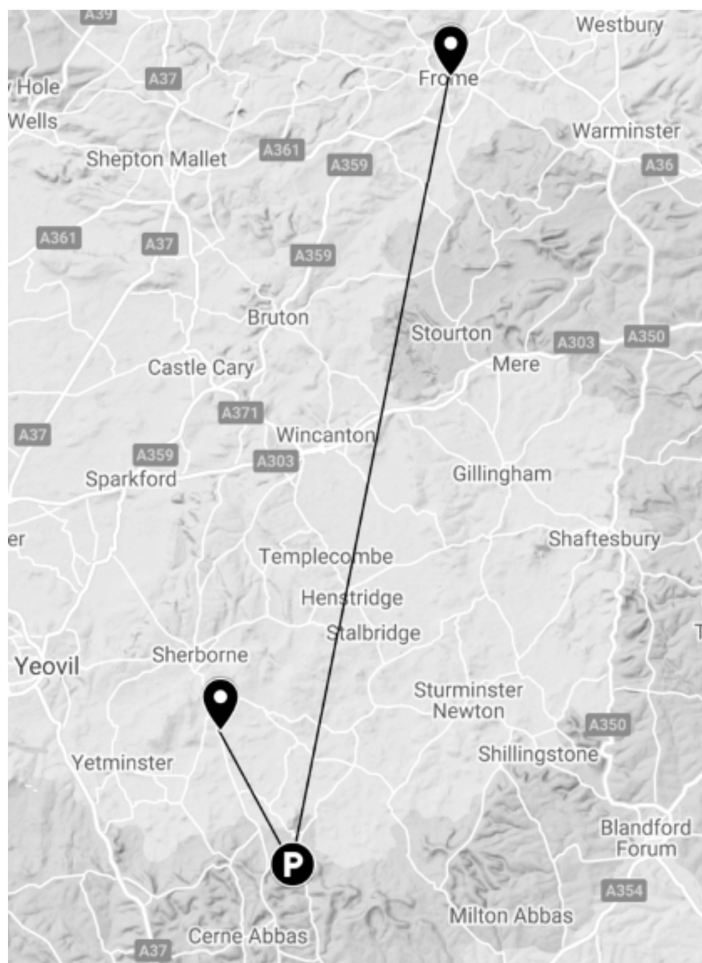 A39
Westbury
A37
Frome
y Hole
Wells
Warminster
Shepton Mallet
A361
A359
A36
A361
A37
A359
Bruton
Stourton
A303
A350
Castle Cary
Mere
A371
A37
Wincanton
A359
A303
Sparkford
Gillingham
er
Templecombe
Shaftesbury
Henstridge
Stalbridge
T
Sherborne
Yeovil
Sturminster
Newton
A350
Yetminster
Shillingstone
Blandford
Forum
P
A354
Milton Abbas
Cerne Abbas
A37